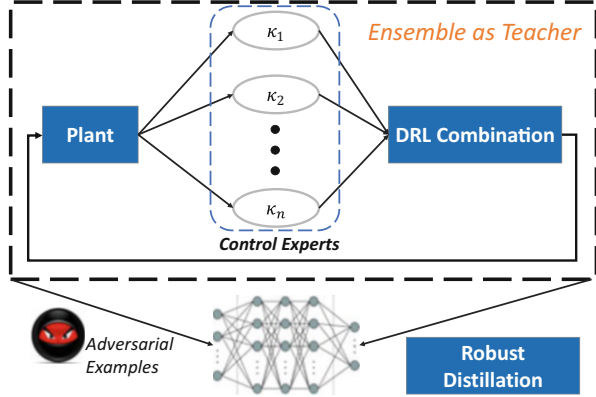 Ensemble as Teacher
κ₁
κ₂
Plant
DRL Combination
κₙ
Control Experts
Adversarial
Examples
Robust
Distillation